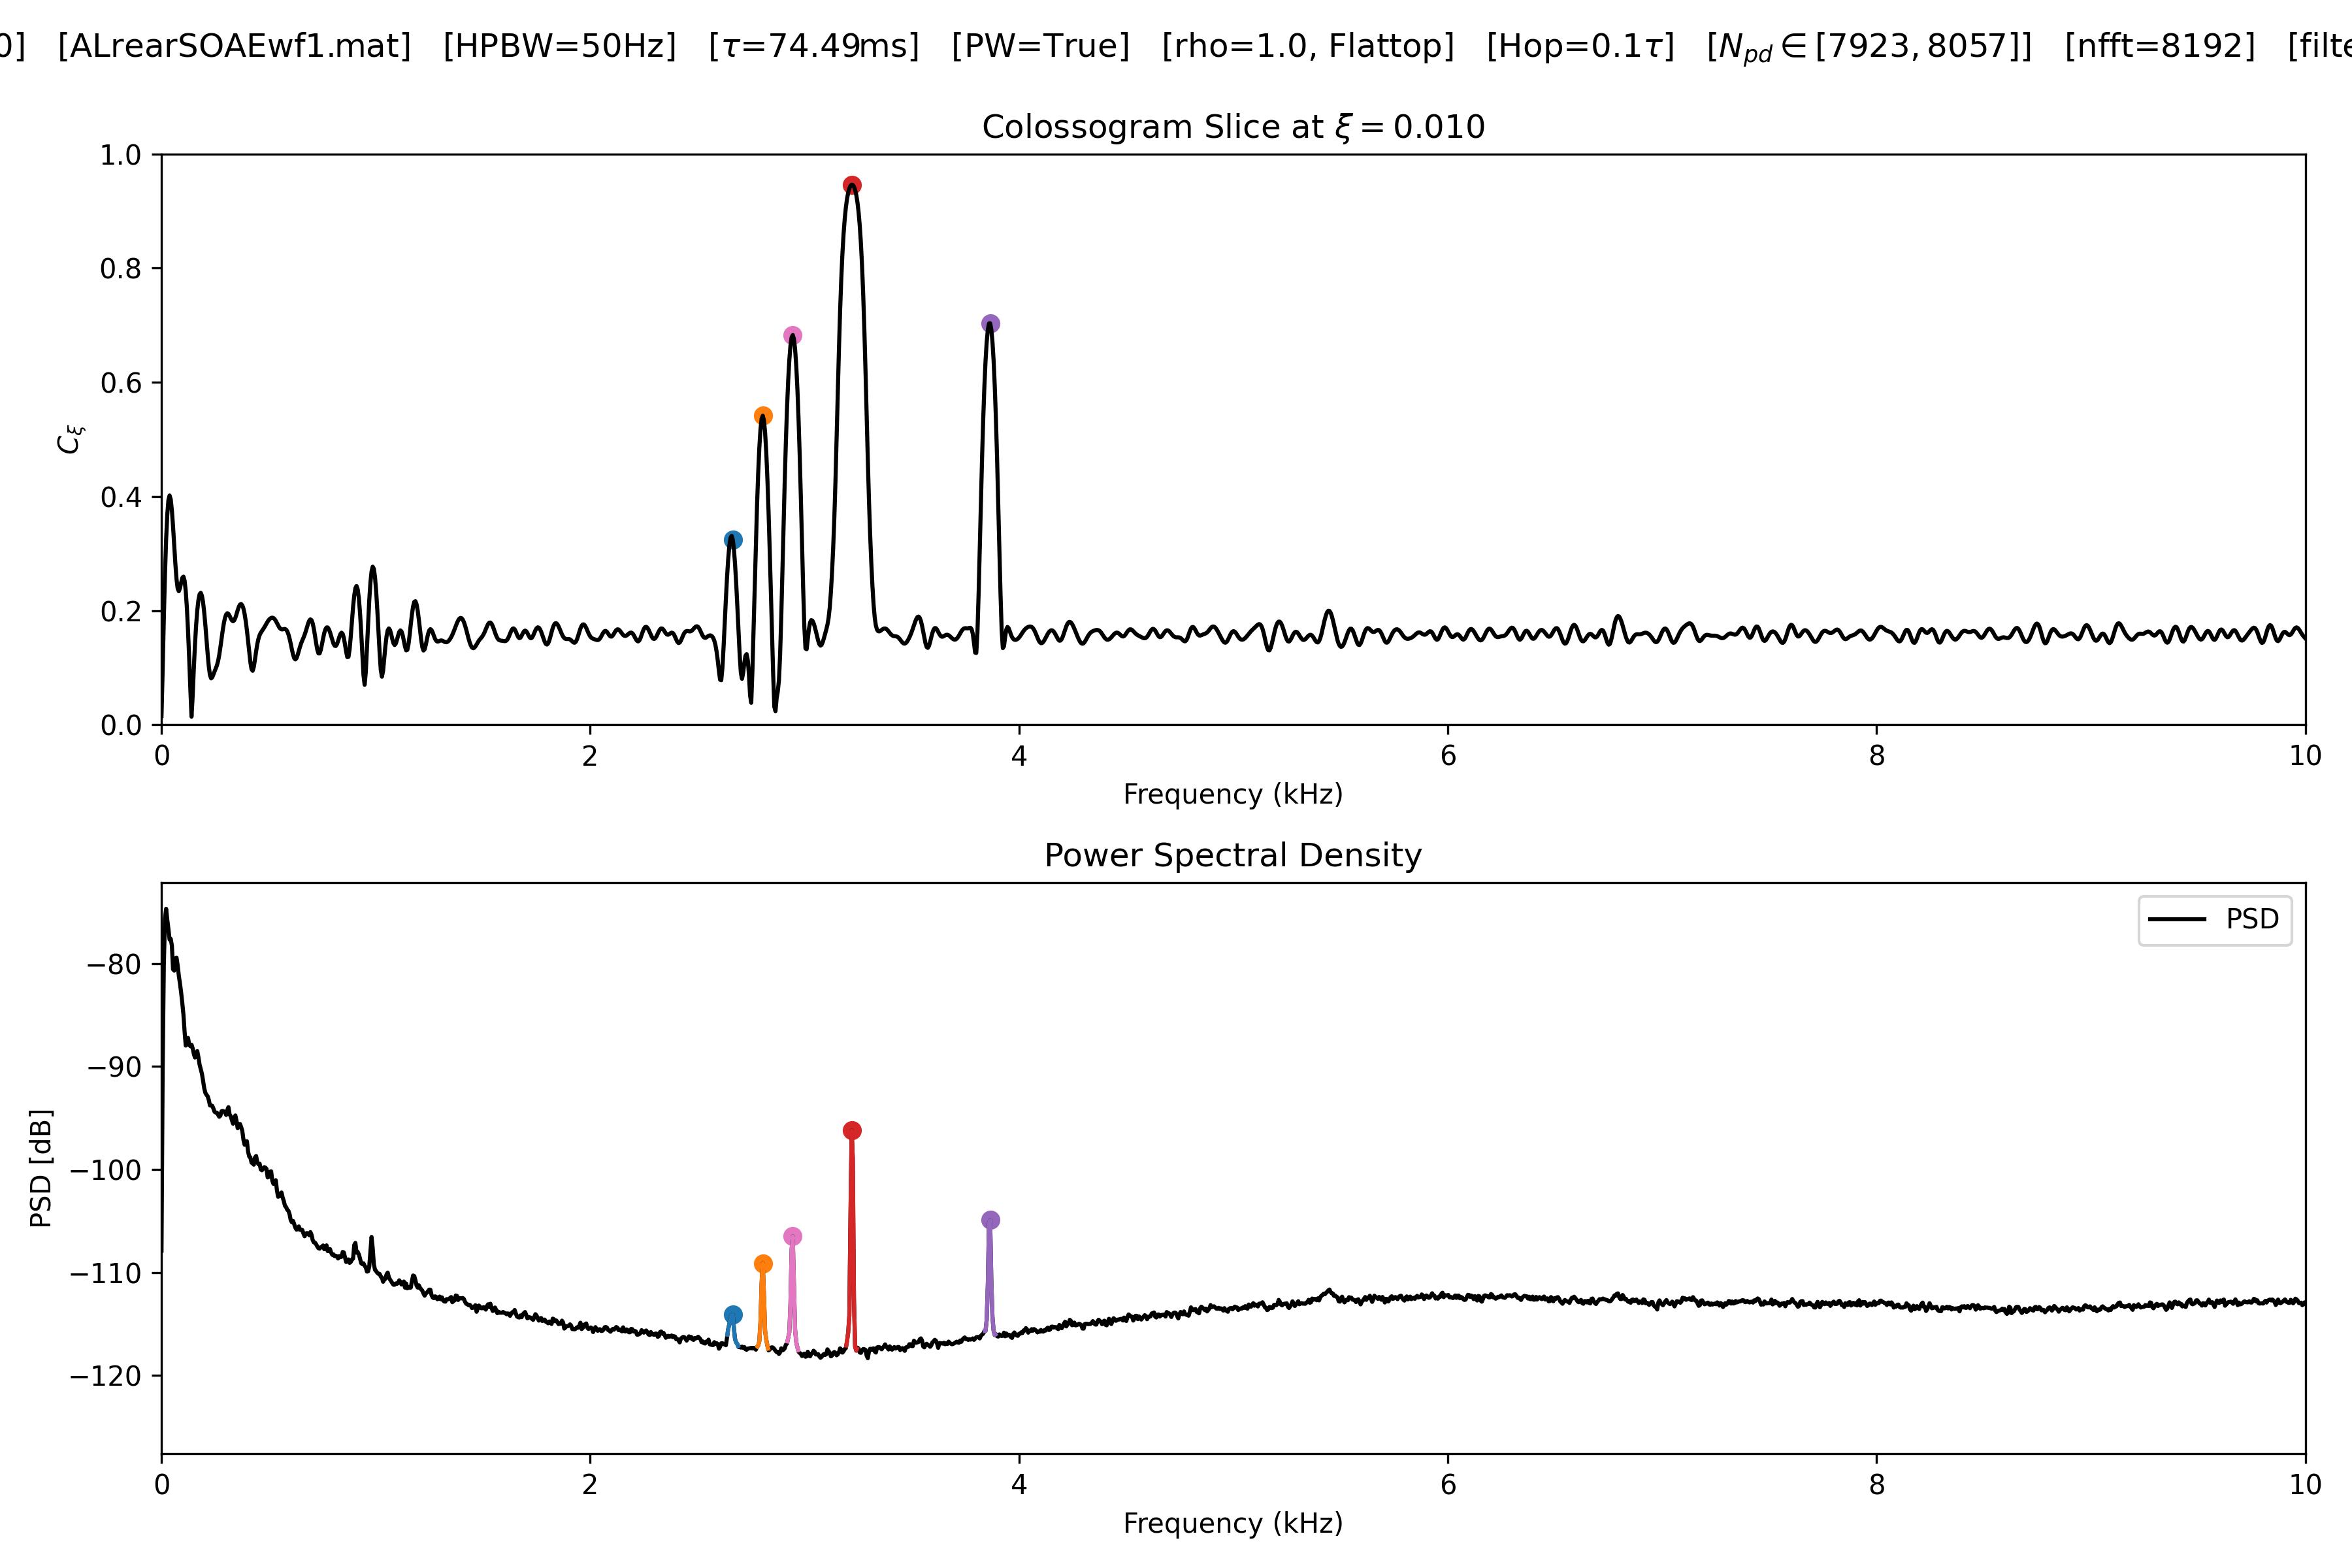 0] [ALrearSOAEwf1.mat] [HPBW=50Hz] [τ=74.49ms] [PW=True] [rho=1.0, Flattop] [Hop=0.1τ] [N_pd ∈ [7923, 8057]] [nfft=8192] [filte
Colossogram Slice at ξ = 0.010
1.0
0.8
0.6
0.4
0.2
0.0
C_ξ
0 2 4 6 8 10
Frequency (kHz)
Power Spectral Density
PSD
−80
−90
−100
−110
−120
PSD [dB]
0 2 4 6 8 10
Frequency (kHz)